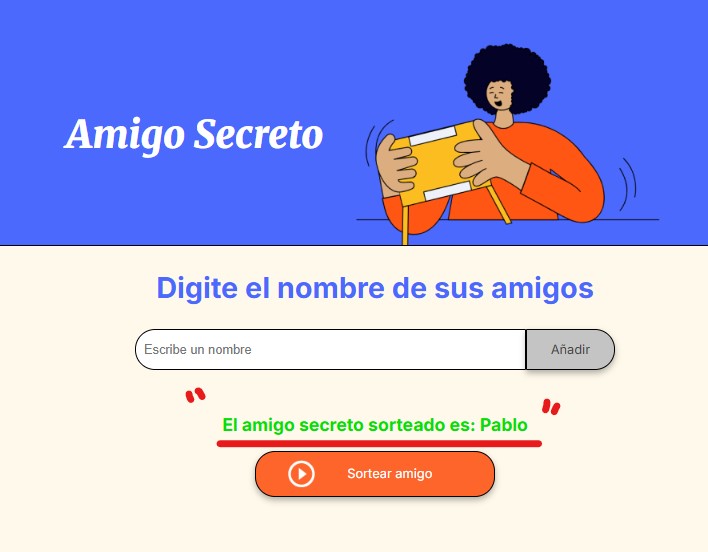 Amigo Secreto
Digite el nombre de sus amigos
Escribe un nombre
Añadir
" "
El amigo secreto sorteado es: Pablo
Sortear amigo